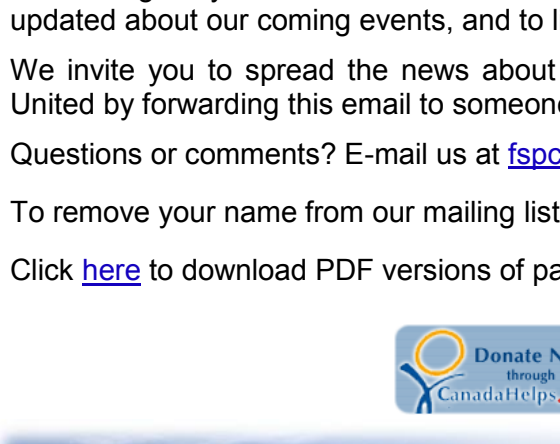 updated about our coming events, and to l
We invite you to spread the news about
United by forwarding this email to someon
Questions or comments? E-mail us at fspc
To remove your name from our mailing list
Click here to download PDF versions of pa
Donate N
through
CanadaHelps.